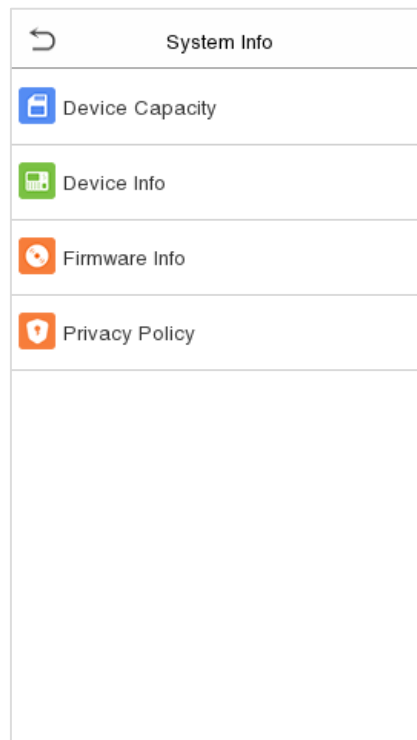 System Info
Device Capacity
Device Info
Firmware Info
Privacy Policy